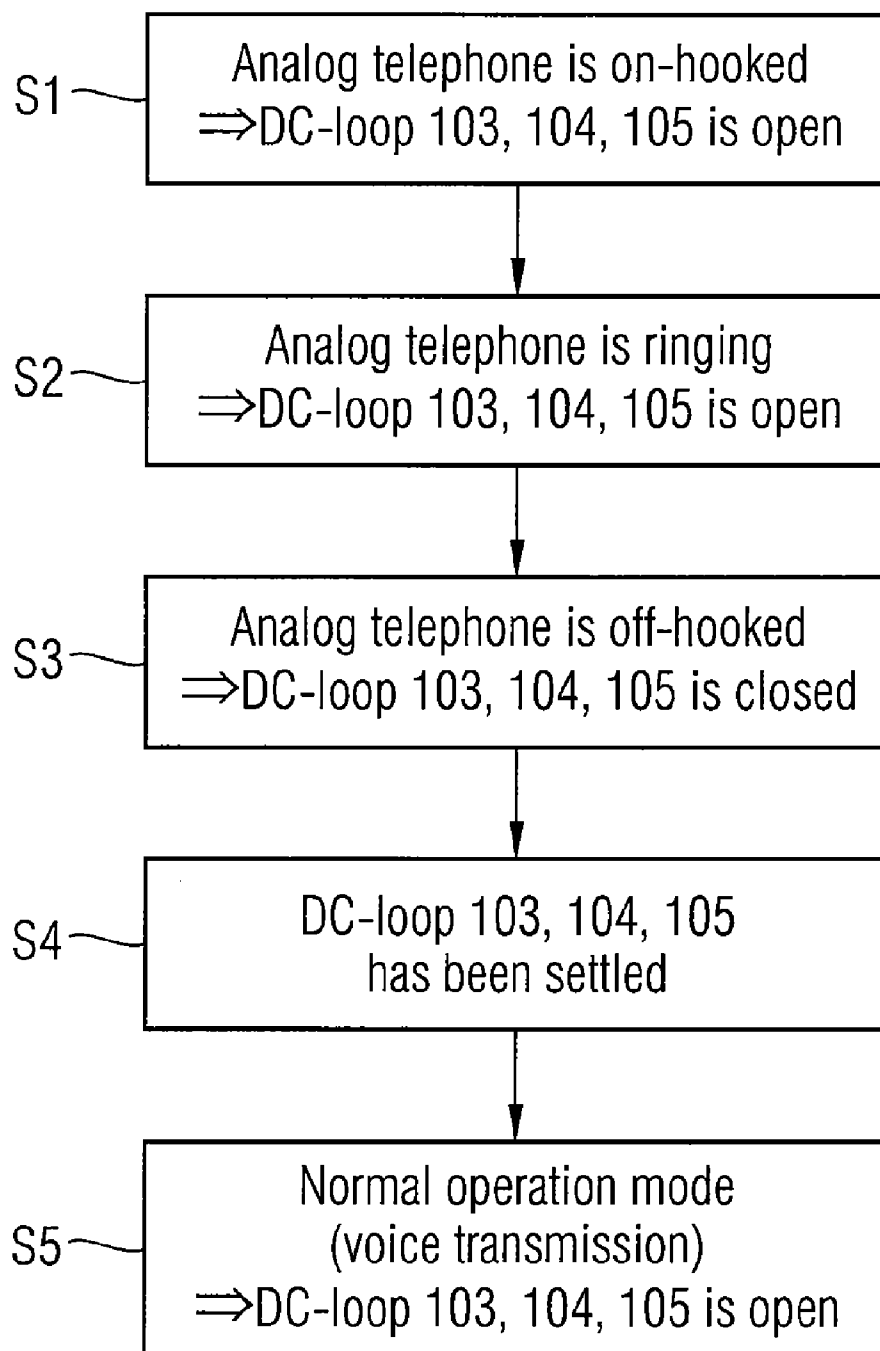 S1
Analog telephone is on-hooked
⇒DC-loop 103, 104, 105 is open
S2
Analog telephone is ringing
⇒DC-loop 103, 104, 105 is open
S3
Analog telephone is off-hooked
⇒DC-loop 103, 104, 105 is closed
S4
DC-loop 103, 104, 105
has been settled
S5
Normal operation mode
(voice transmission)
⇒DC-loop 103, 104, 105 is open